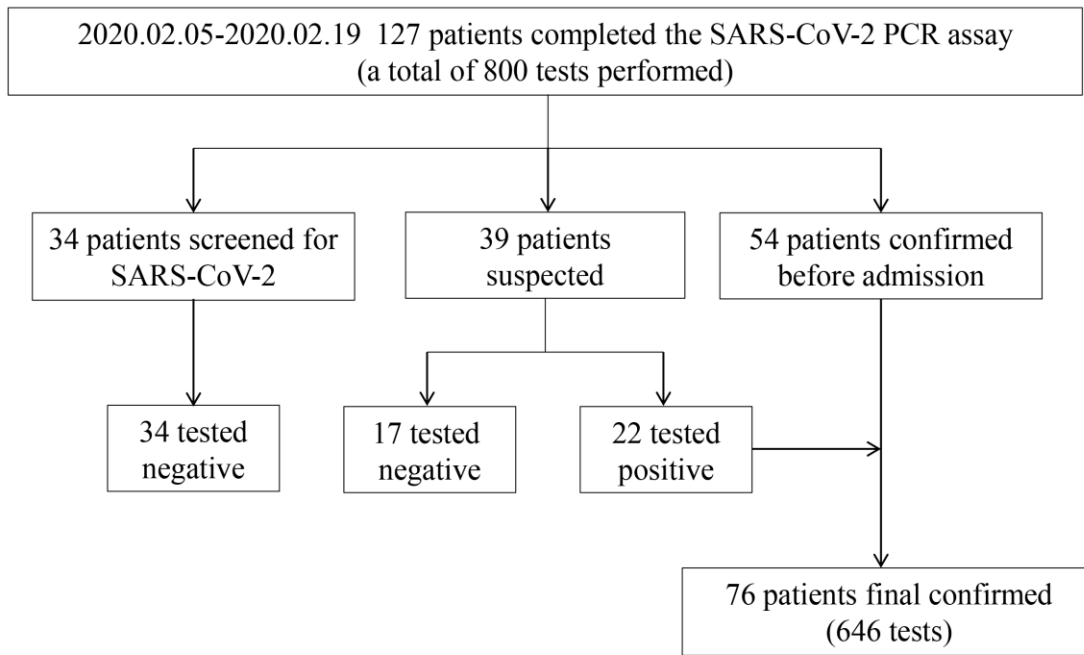 2020.02.05-2020.02.19 127 patients completed the SARS-CoV-2 PCR assay
(a total of 800 tests performed)
34 patients screened for
SARS-CoV-2
39 patients
suspected
54 patients confirmed
before admission
34 tested
negative
17 tested
negative
22 tested
positive
76 patients final confirmed
(646 tests)